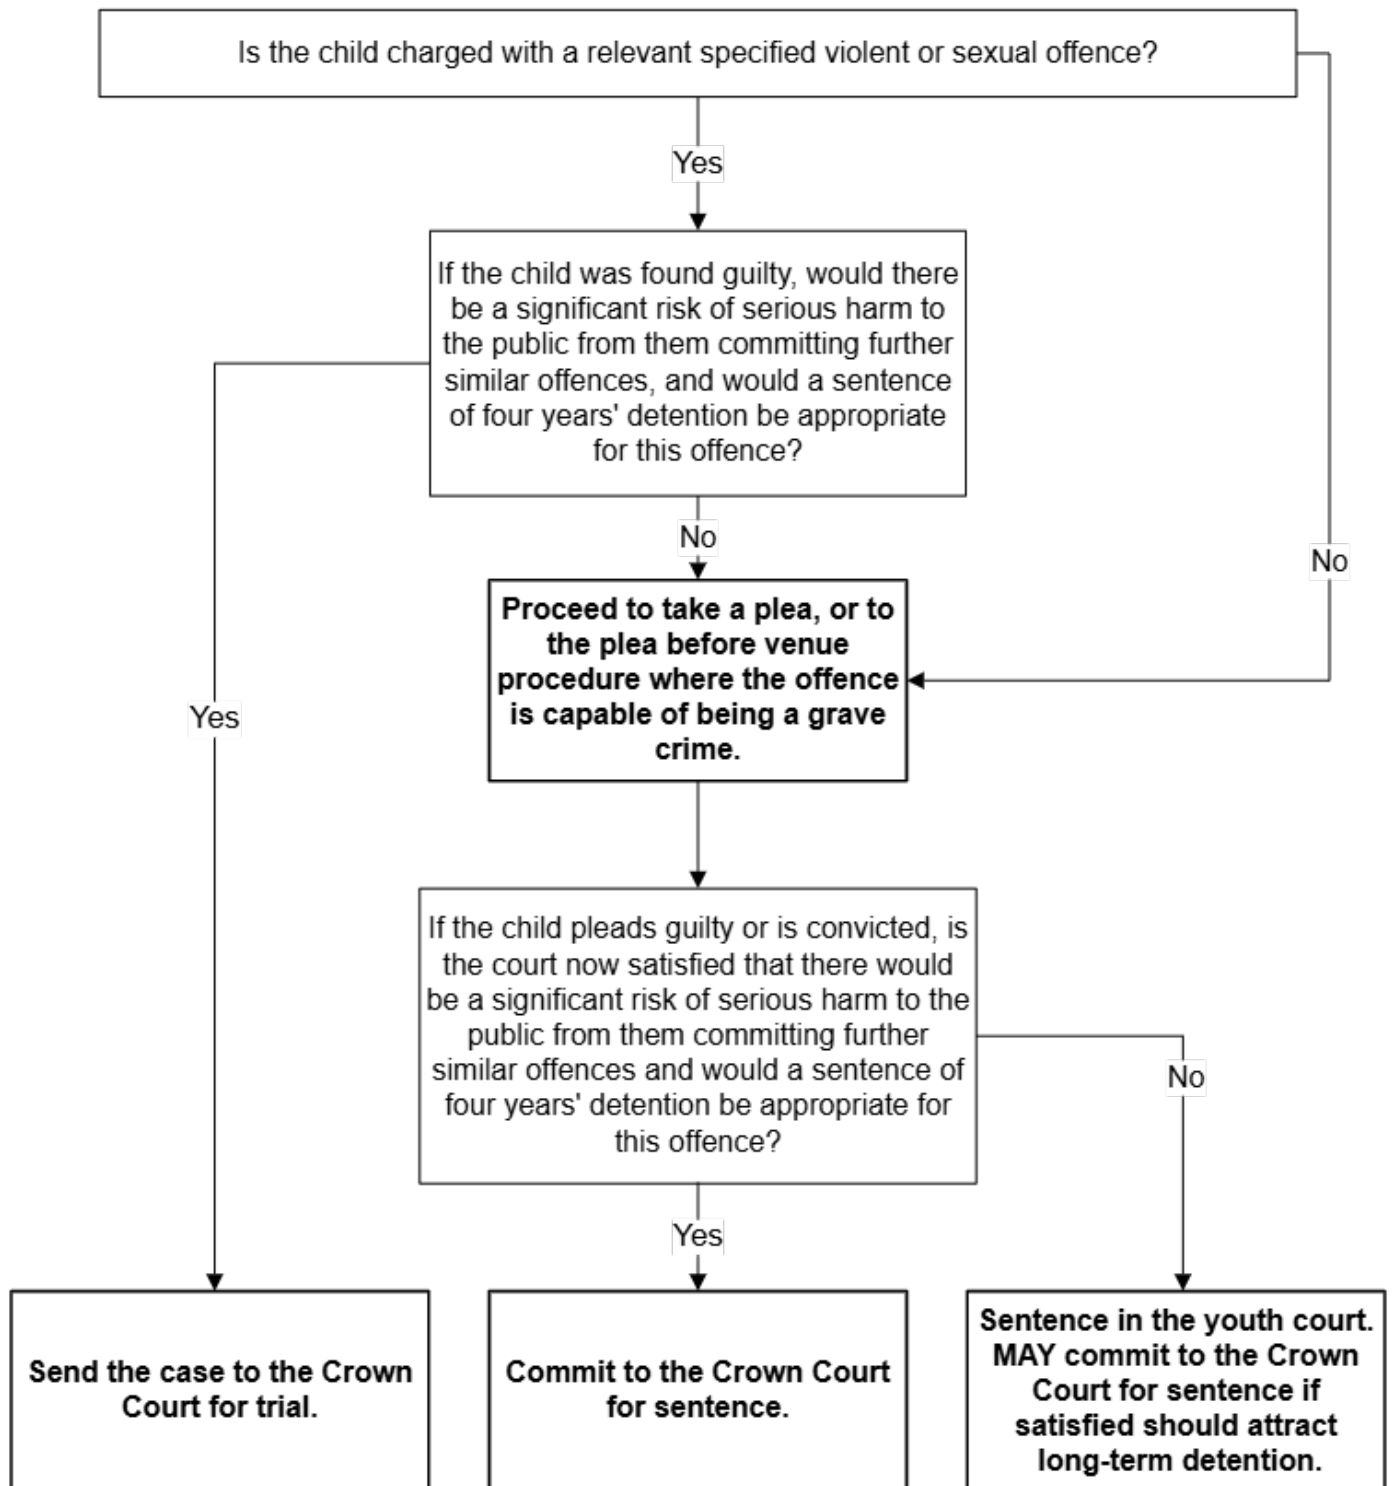 Is the child charged with a relevant specified violent or sexual offence?
Yes
If the child was found guilty, would there
be a significant risk of serious harm to
the public from them committing further
similar offences, and would a sentence
of four years' detention be appropriate
for this offence?
No
No
Proceed to take a plea, or to
the plea before venue
procedure where the offence
is capable of being a grave
crime.
Yes
If the child pleads guilty or is convicted, is
the court now satisfied that there would
be a significant risk of serious harm to the
public from them committing further
similar offences and would a sentence of
four years' detention be appropriate for
this offence?
No
Yes
Send the case to the Crown
Court for trial.
Commit to the Crown Court
for sentence.
Sentence in the youth court.
MAY commit to the Crown
Court for sentence if
satisfied should attract
long-term detention.